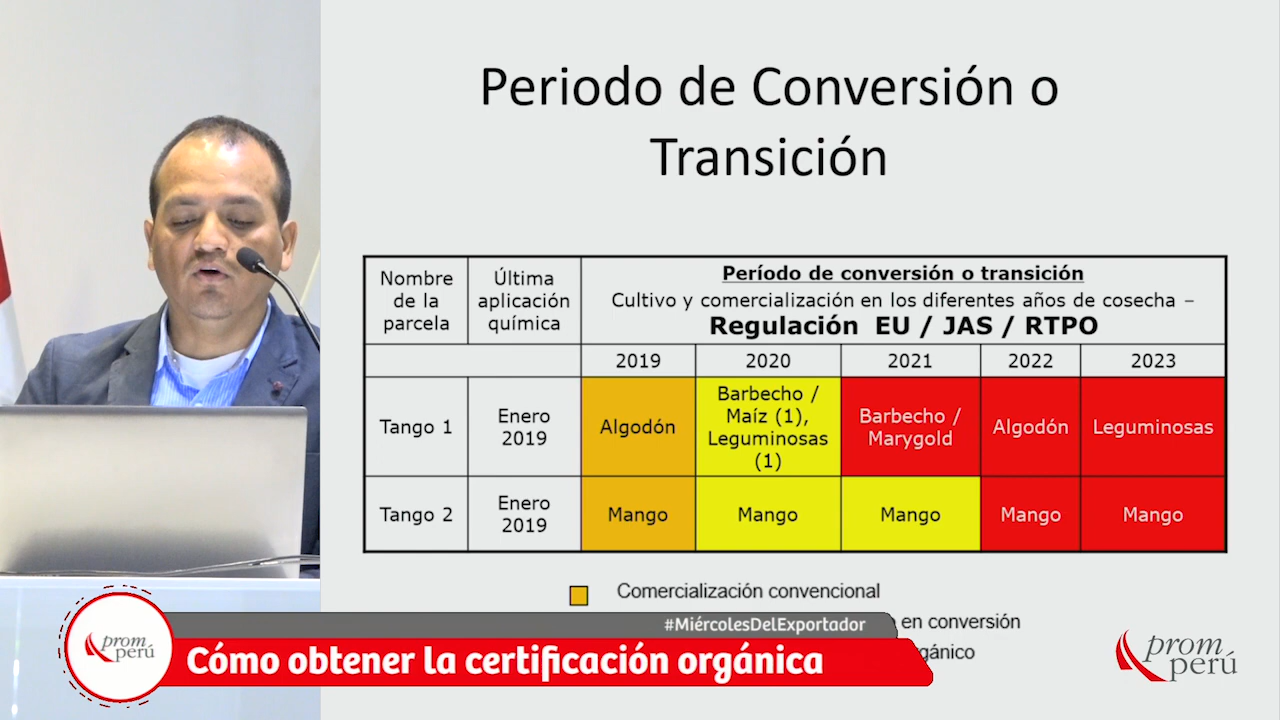 Periodo de Conversión o
Transición
Nombre
de la
parcela
Última
aplicación
química
Período de conversión o transición
Cultivo y comercialización en los diferentes años de cosecha –
Regulación EU / JAS / RTPO
2019
2020
2021
2022
2023
Tango 1
Enero
2019
Algodón
Barbecho /
Maíz (1),
Leguminosas
(1)
Barbecho /
Marygold
Algodón
Leguminosas
Tango 2
Enero
2019
Mango
Mango
Mango
Mango
Mango
Comercialización convencional
en conversión
#MiércolesDelExportador
Cómo obtener la certificación orgánica
prom
perú
prom
perú